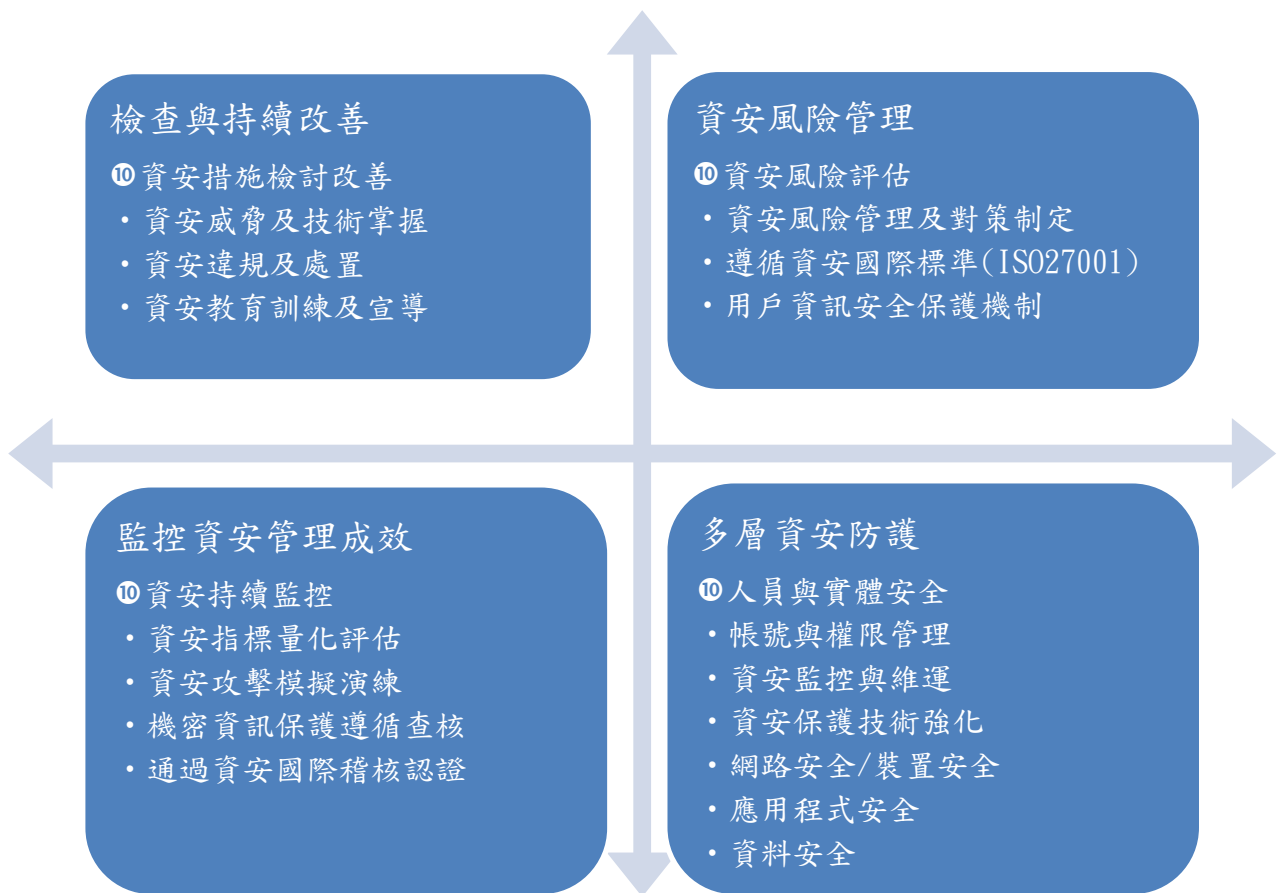 檢查與持續改善
❿資安措施檢討改善
・資安威脅及技術掌握
・資安違規及處置
・資安教育訓練及宣導
資安風險管理
❿資安風險評估
・資安風險管理及對策制定
・遵循資安國際標準(ISO27001)
・用戶資訊安全保護機制
監控資安管理成效
❿資安持續監控
・資安指標量化評估
・資安攻擊模擬演練
・機密資訊保護遵循查核
・通過資安國際稽核認證
多層資安防護
❿人員與實體安全
・帳號與權限管理
・資安監控與維運
・資安保護技術強化
・網路安全/裝置安全
・應用程式安全
・資料安全